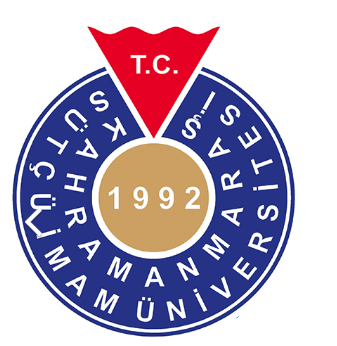 T.C.
KAHRAMANMARAŞ
SÜTÇÜ İMAM ÜNİVERSİTESİ
1992